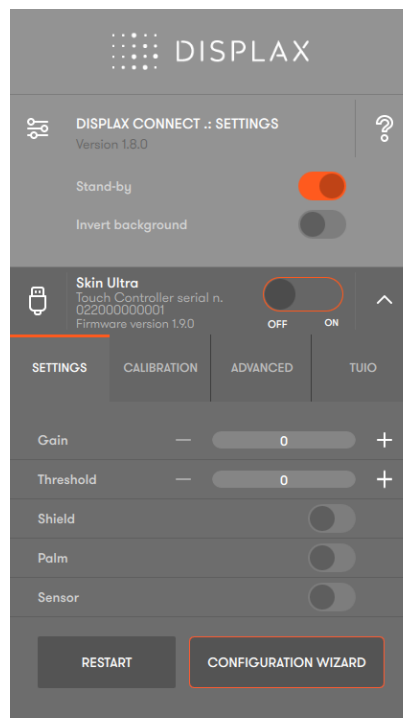 DISPLAX
DISPLAX CONNECT .: SETTINGS
Version 1.8.0
Stand-by
Invert background
Skin Ultra
Touch Controller serial n.
022000000001
Firmware version 1.9.0
OFF ON
SETTINGS CALIBRATION ADVANCED TUIO
Gain — 0 +
Threshold — 0 +
Shield
Palm
Sensor
RESTART CONFIGURATION WIZARD